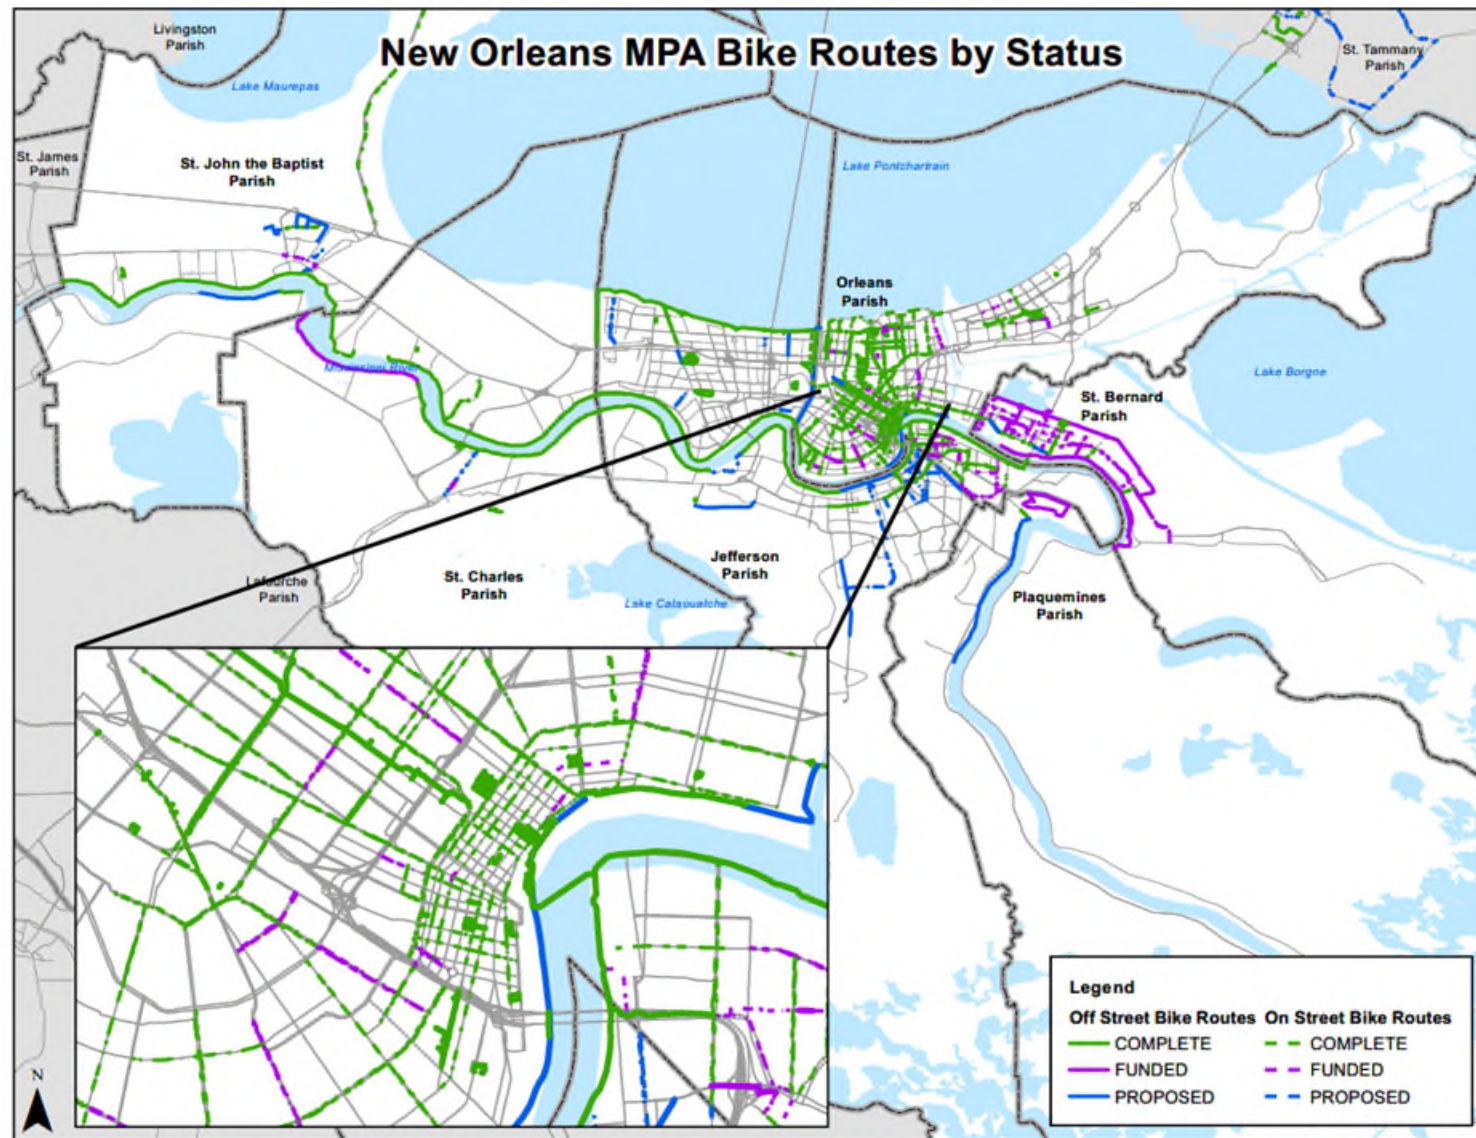 New Orleans MPA Bike Routes by Status
Livingston
Parish
St. Tammany
Parish
Lake Maurepas
St. James
Parish
St. John the Baptist
Parish
Lake Pontchartrain
Orleans
Parish
Mississippi River
Lake Borgne
St. Bernard
Parish
Jefferson
Parish
St. Charles
Parish
Lafourche
Parish
Lake Cataouatche
Plaquemines
Parish
Legend
Off Street Bike Routes On Street Bike Routes
COMPLETE COMPLETE
FUNDED FUNDED
PROPOSED PROPOSED
N